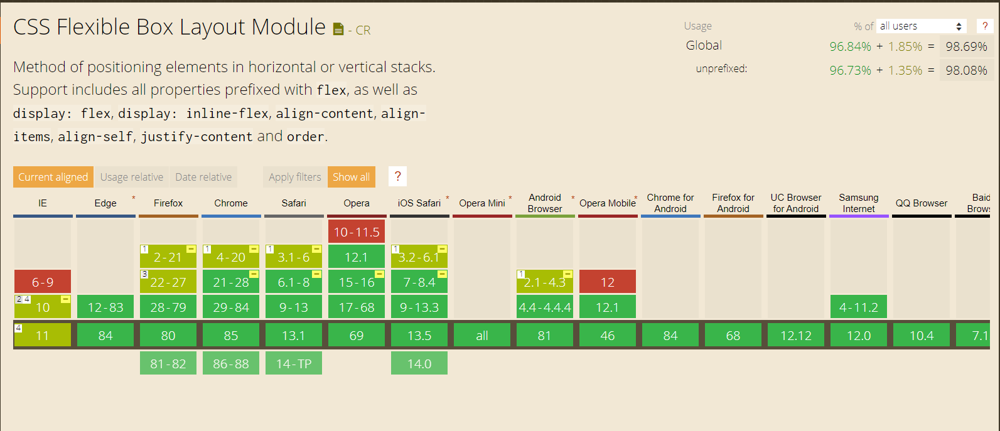 CSS Flexible Box Layout Module - CR
Usage % of all users ?
Global 96.84% + 1.85% = 98.69%
unprefixed: 96.73% + 1.35% = 98.08%
Method of positioning elements in horizontal or vertical stacks.
Support includes all properties prefixed with flex, as well as
display: flex, display: inline-flex, align-content, align-
items, align-self, justify-content and order.
Current aligned Usage relative Date relative Apply filters Show all ?
IE Edge * Firefox Chrome Safari Opera iOS Safari * Opera Mini * Android Browser * Opera Mobile * Chrome for Android Firefox for Android UC Browser for Android Samsung Internet QQ Browser Baid Brows
10-11.5
1 2-21 1 4-20 1 3.1-6 12.1 1 3.2-6.1
6-9 3 22-27 21-28 6.1-8 15-16 7-8.4 1 2.1-4.3 12
2 4 10 12-83 28-79 29-84 9-13 17-68 9-13.3 4.4-4.4.4 12.1 4-11.2
4 11 84 80 85 13.1 69 13.5 all 81 46 84 68 12.12 12.0 10.4 7.1
81-82 86-88 14-TP 14.0